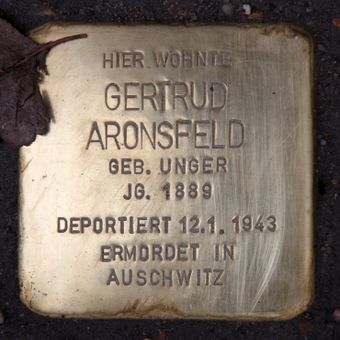 HIER WOHNTE
GERTRUD
ARONSFELD
GEB. UNGER
JG. 1889
DEPORTIERT 12.1.1943
ERMORDET IN
AUSCHWITZ